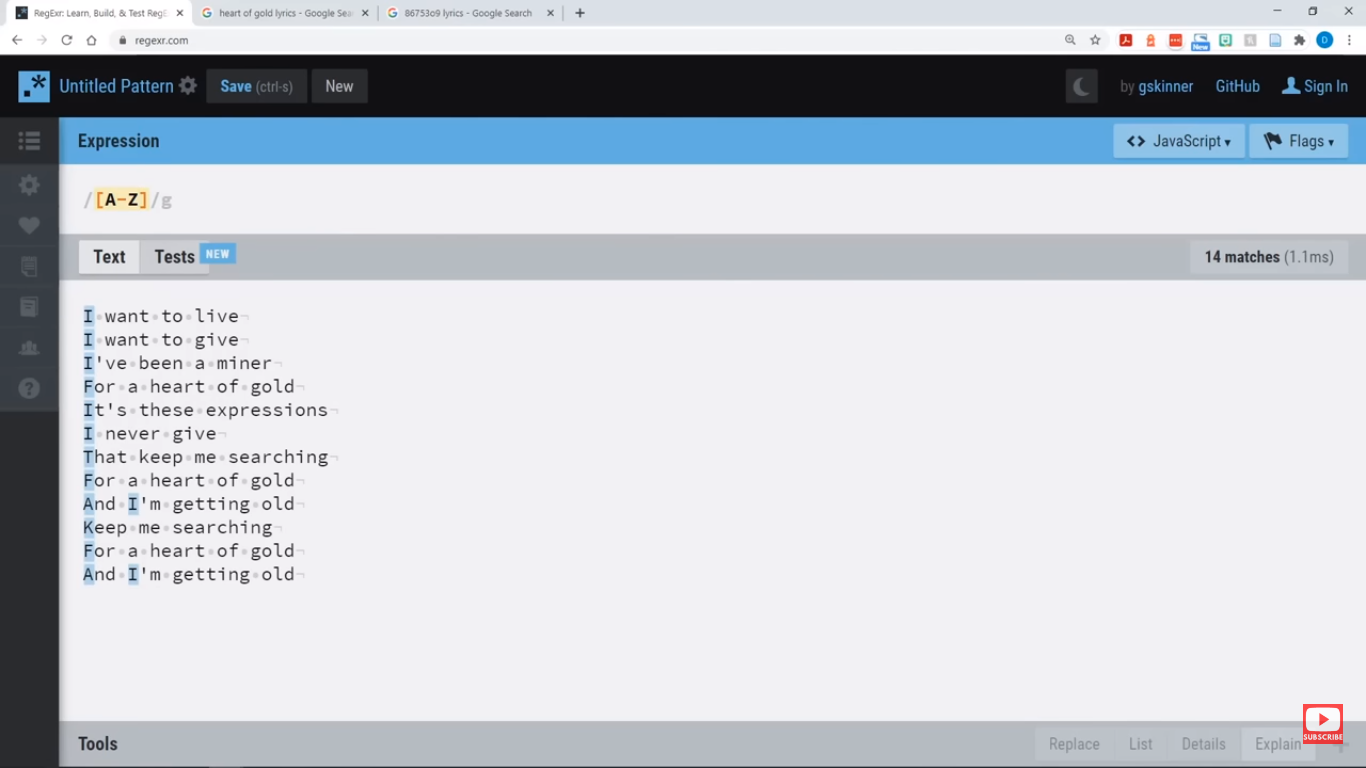 RegExr: Learn, Build, & Test RegE
heart of gold lyrics - Google Sea
8675309 lyrics - Google Search
regexr.com
New
D
Untitled Pattern
Save (ctrl-s)
New
by gskinner
GitHub
Sign In
Expression
<> JavaScript
Flags
/[A-Z]/g
Text
Tests
NEW
14 matches (1.1ms)
I want to live
I want to give
I've been a miner
For a heart of gold
It's these expressions
I never give
That keep me searching
For a heart of gold
And I'm getting old
Keep me searching
For a heart of gold
And I'm getting old
SUBSCRIBE
Tools
Replace
List
Details
Explain